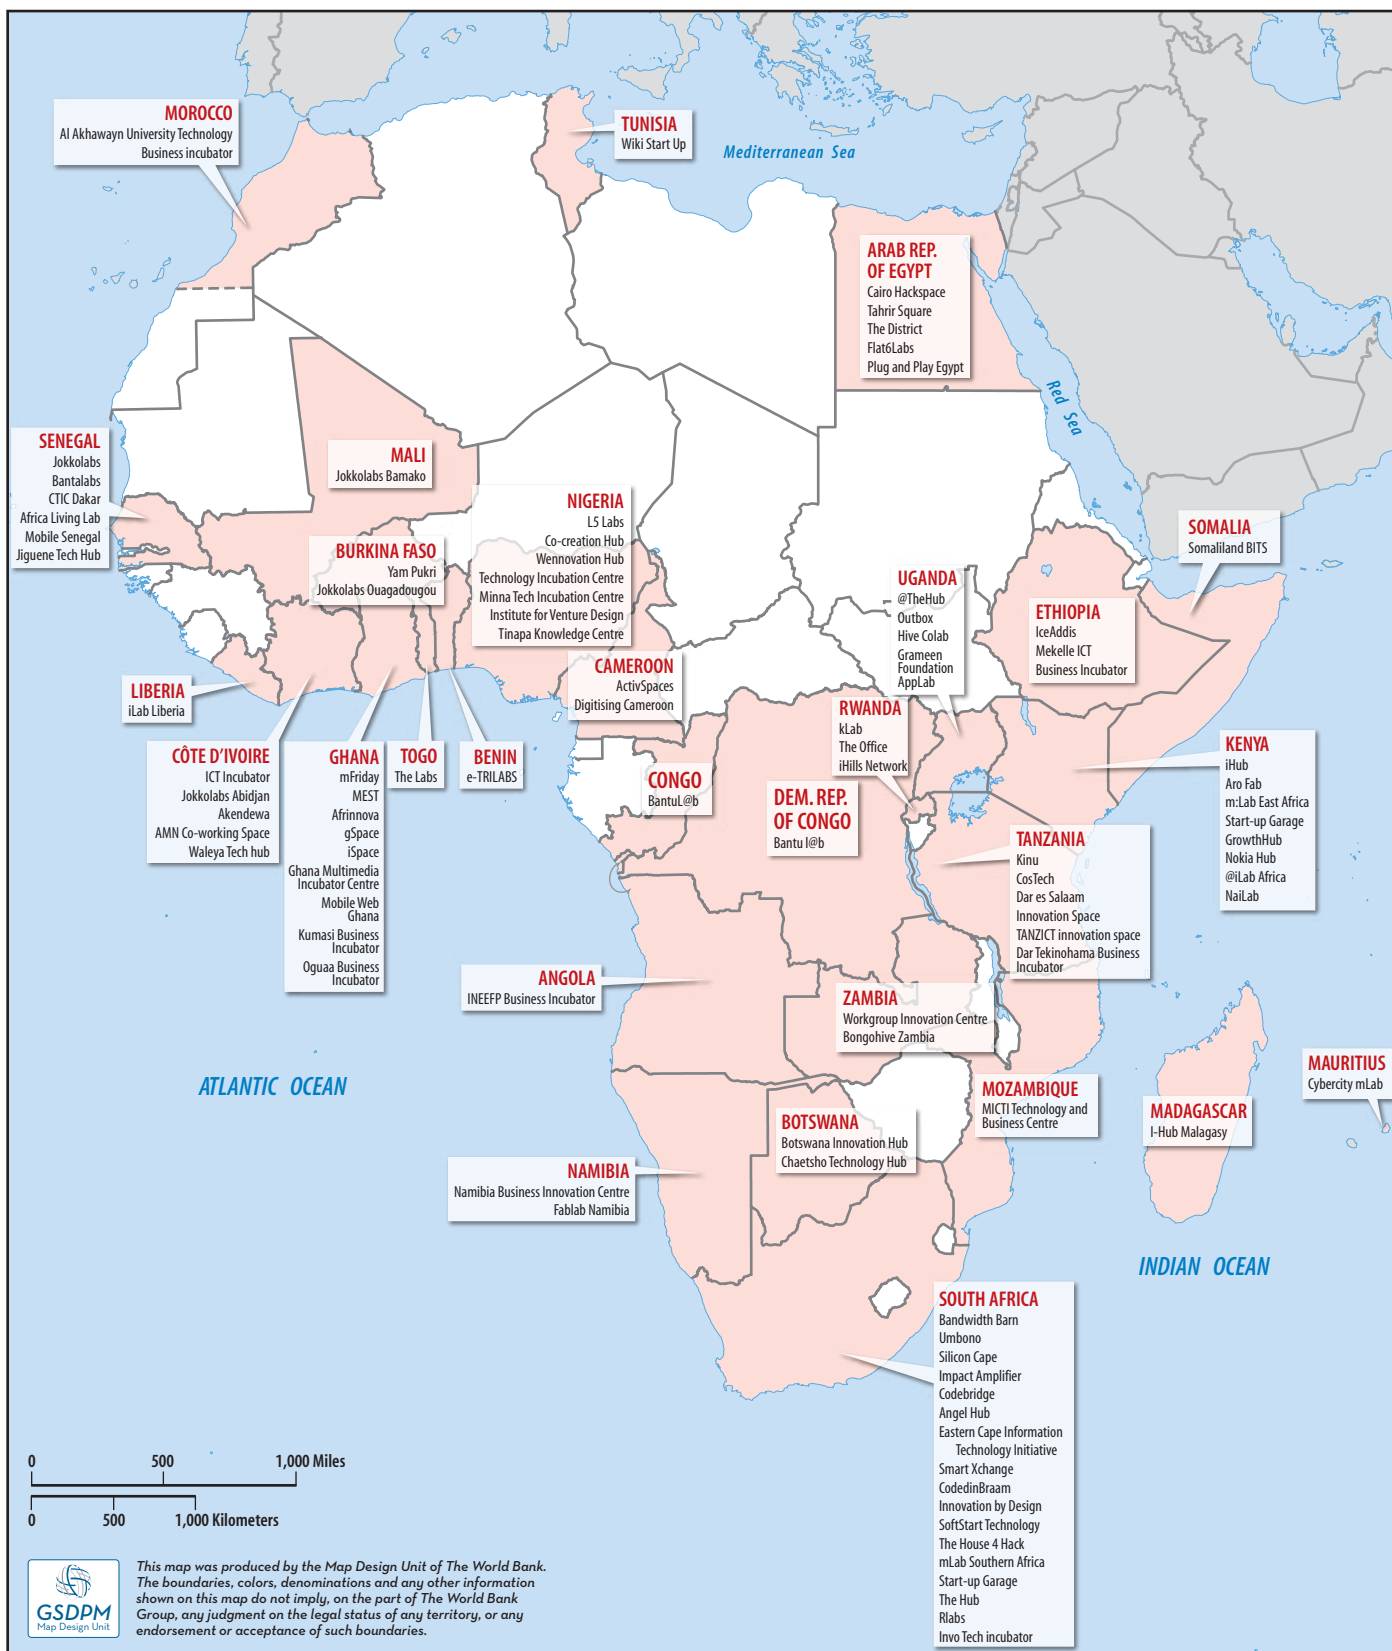 MOROCCO
Al Akhawayn University Technology
Business incubator
TUNISIA
Wiki Start Up
Mediterranean Sea
ARAB REP.
OF EGYPT
Cairo Hackspace
Tahrir Square
The District
Flat6Labs
Plug and Play Egypt
Red Sea
SENEGAL
Jokkolabs
Bantalabs
CTIC Dakar
Africa Living Lab
Mobile Senegal
Jiguene Tech Hub
MALI
Jokkolabs Bamako
NIGERIA
L5 Labs
Co-creation Hub
Wennovation Hub
Technology Incubation Centre
Minna Tech Incubation Centre
Institute for Venture Design
Tinapa Knowledge Centre
BURKINA FASO
Yam Pukri
Jokkolabs Ouagadougou
SOMALIA
Somaliland BITS
UGANDA
@TheHub
Outbox
Hive Colab
Grameen
Foundation
AppLab
ETHIOPIA
IceAddis
Mekelle ICT
Business Incubator
CAMEROON
ActivSpaces
Digitising Cameroon
LIBERIA
iLab Liberia
RWANDA
kLab
The Office
iHills Network
CÔTE D'IVOIRE
ICT Incubator
Jokkolabs Abidjan
Akendewa
AMN Co-working Space
Waleya Tech hub
GHANA
mFriday
MEST
Afrinnova
gSpace
iSpace
Ghana Multimedia
Incubator Centre
Mobile Web
Ghana
Kumasi Business
Incubator
Oguaa Business
Incubator
TOGO
The Labs
BENIN
e-TRILABS
CONGO
BantuL@b
DEM. REP.
OF CONGO
Bantu l@b
KENYA
iHub
Aro Fab
m:Lab East Africa
Start-up Garage
GrowthHub
Nokia Hub
@iLab Africa
NaiLab
TANZANIA
Kinu
CosTech
Dar es Salaam
Innovation Space
TANZICT innovation space
Dar Tekinohama Business
Incubator
ANGOLA
INEEFP Business Incubator
ZAMBIA
Workgroup Innovation Centre
Bongohive Zambia
ATLANTIC OCEAN
MOZAMBIQUE
MICTI Technology and
Business Centre
MAURITIUS
Cybercity mLab
MADAGASCAR
I-Hub Malagasy
BOTSWANA
Botswana Innovation Hub
Chaetsho Technology Hub
NAMIBIA
Namibia Business Innovation Centre
Fablab Namibia
INDIAN OCEAN
SOUTH AFRICA
Bandwidth Barn
Umbono
Silicon Cape
Impact Amplifier
Codebridge
Angel Hub
Eastern Cape Information
Technology Initiative
Smart Xchange
CodedinBraam
Innovation by Design
SoftStart Technology
The House 4 Hack
mLab Southern Africa
Start-up Garage
The Hub
Rlabs
Invo Tech incubator
0 500 1,000 Miles
0 500 1,000 Kilometers
GSDPM
Map Design Unit
This map was produced by the Map Design Unit of The World Bank.
The boundaries, colors, denominations and any other information
shown on this map do not imply, on the part of The World Bank
Group, any judgment on the legal status of any territory, or any
endorsement or acceptance of such boundaries.